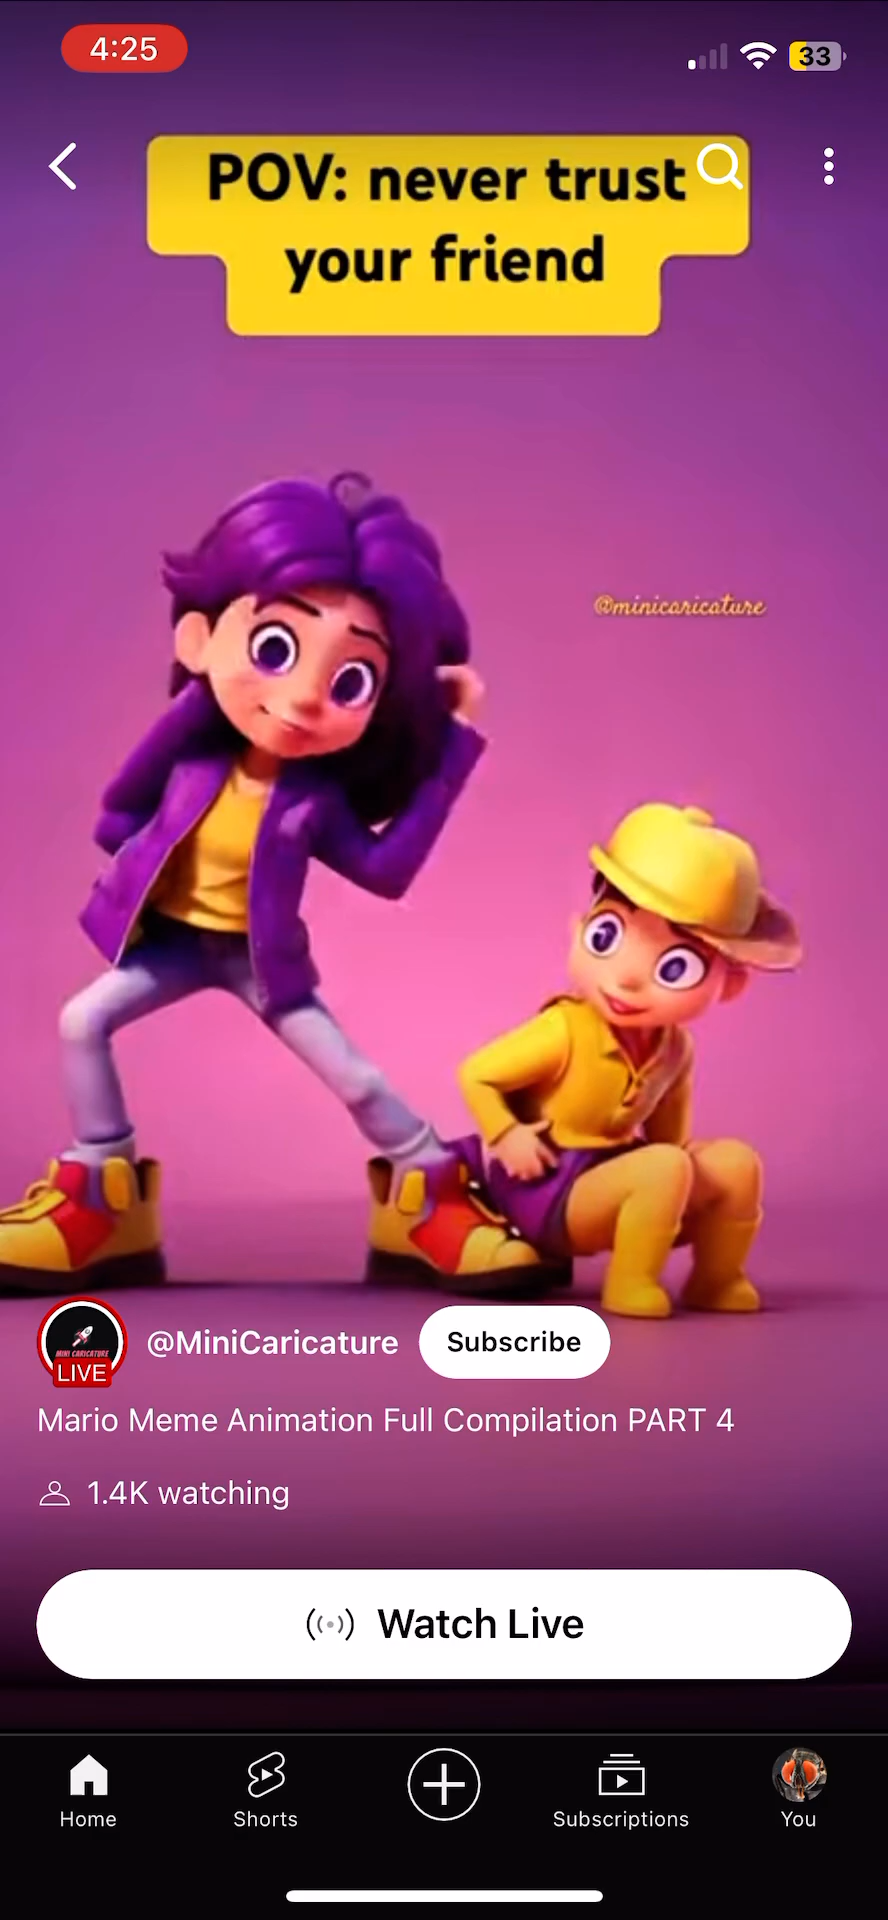 4:25
33
POV: never trust
your friend
@minicaricature
MINI CARICATURE
LIVE
@MiniCaricature
Subscribe
Mario Meme Animation Full Compilation PART 4
1.4K watching
Watch Live
Home
Shorts
Subscriptions
You